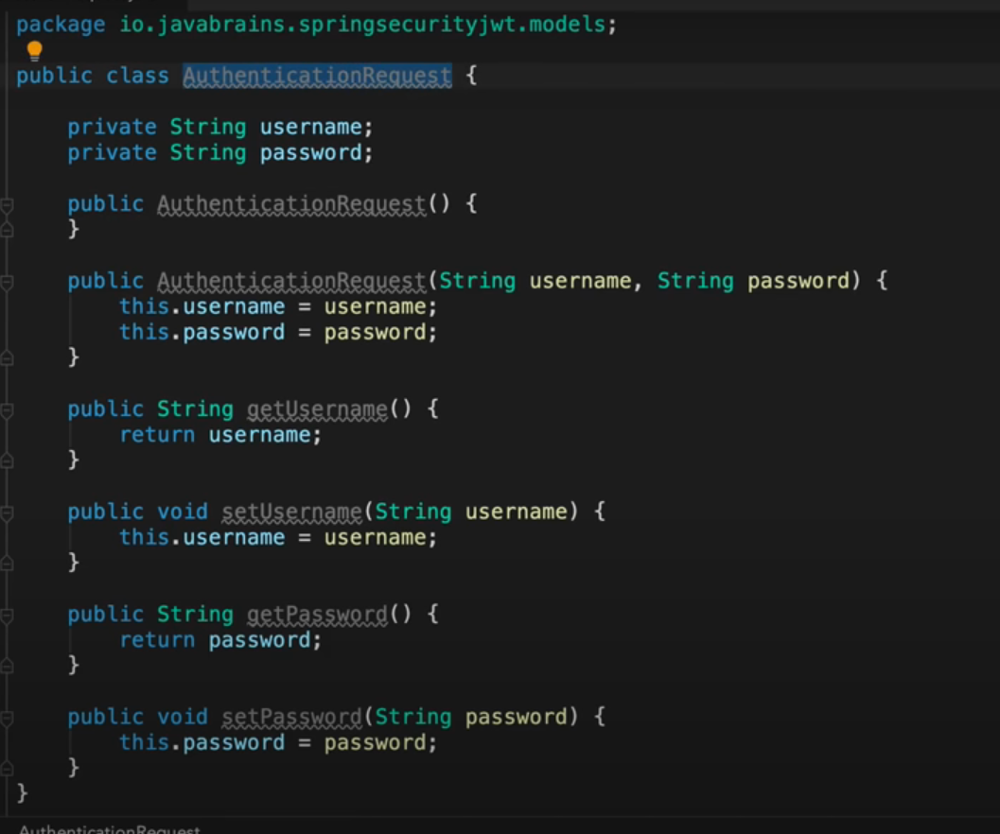 package io.javabrains.springsecurityjwt.models;
public class AuthenticationRequest {
private String username;
private String password;
public AuthenticationRequest() {
}
public AuthenticationRequest(String username, String password) {
this.username = username;
this.password = password;
}
public String getUsername() {
return username;
}
public void setUsername(String username) {
this.username = username;
}
public String getPassword() {
return password;
}
public void setPassword(String password) {
this.password = password;
}
}
AuthenticationRequest